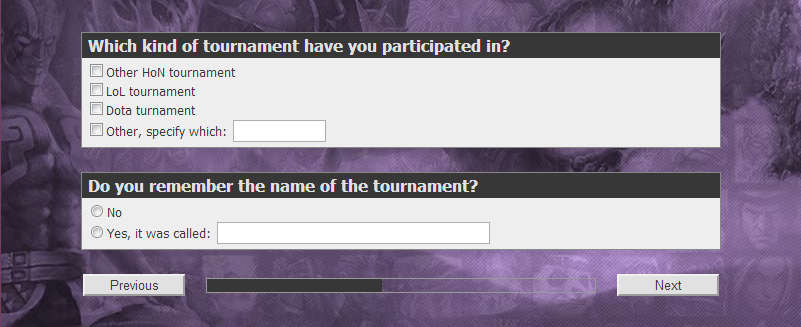 Which kind of tournament have you participated in?
Other HoN tournament
LoL tournament
Dota turnament
Other, specify which:
Do you remember the name of the tournament?
No
Yes, it was called:
Previous
Next